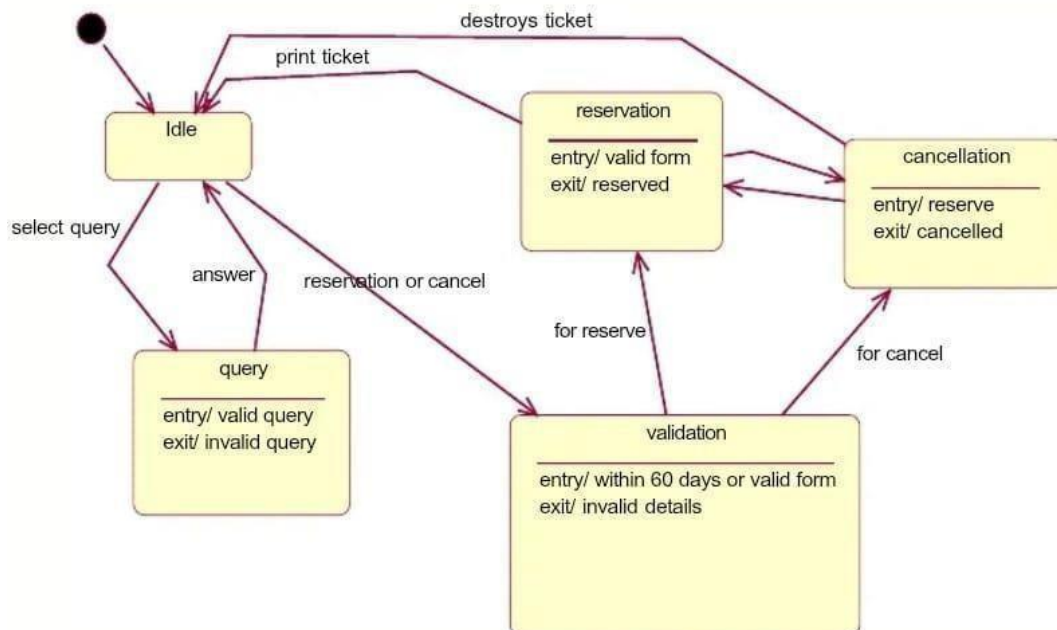 destroys ticket
print ticket
Idle
reservation
entry/ valid form
exit/ reserved
cancellation
entry/ reserve
exit/ cancelled
select query
answer
reservation or cancel
for reserve
for cancel
query
entry/ valid query
exit/ invalid query
validation
entry/ within 60 days or valid form
exit/ invalid details